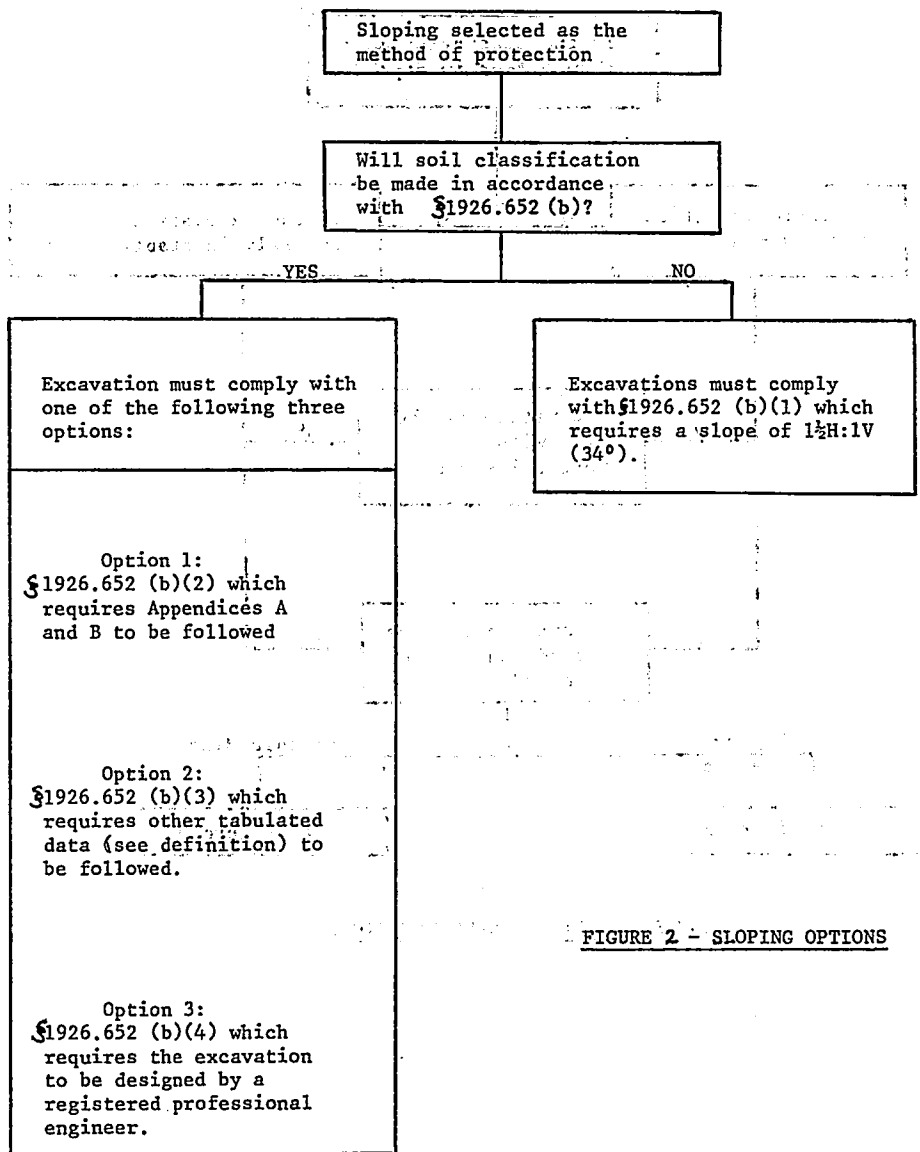 Sloping selected as the
method of protection
Will soil classification
be made in accordance
with §1926.652 (b)?
YES
NO
Excavation must comply with
one of the following three
options:
Excavations must comply
with§1926.652 (b)(1) which
requires a slope of 1½H:1V
(34º).
Option 1:
§1926.652 (b)(2) which
requires Appendices A
and B to be followed
Option 2:
§1926.652 (b)(3) which
requires other tabulated
data (see definition) to
be followed.
FIGURE 2 - SLOPING OPTIONS
Option 3:
§1926.652 (b)(4) which
requires the excavation
to be designed by a
registered professional
engineer.